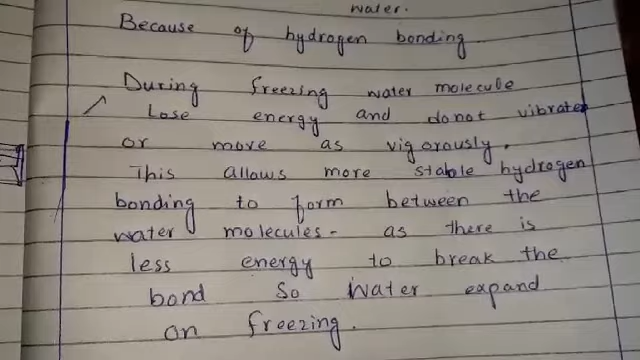 water.
Because of hydrogen bonding
During freezing water molecule
Lose energy and donot vibrate
or move as vigorously.
This allows more stable hydrogen
bonding to form between the
water molecules - as there is
less energy to break the
bond so Water expand
on freezing.